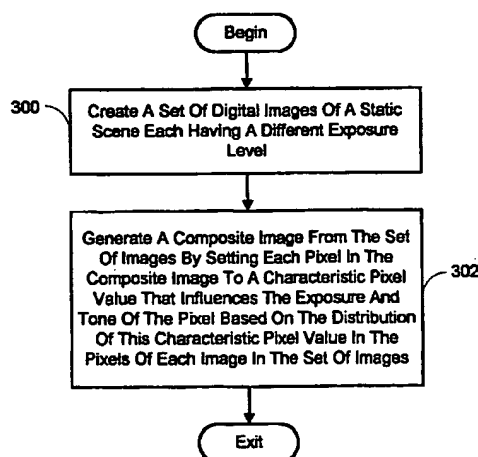 Begin
300
Create A Set Of Digital Images Of A Static
Scene Each Having A Different Exposure
Level
Generate A Composite Image From The Set
Of Images By Setting Each Pixel In The
Composite Image To A Characteristic Pixel
Value That Influences The Exposure And
Tone Of The Pixel Based On The Distribution
Of This Characteristic Pixel Value In The
Pixels Of Each Image In The Set Of Images
302
Exit